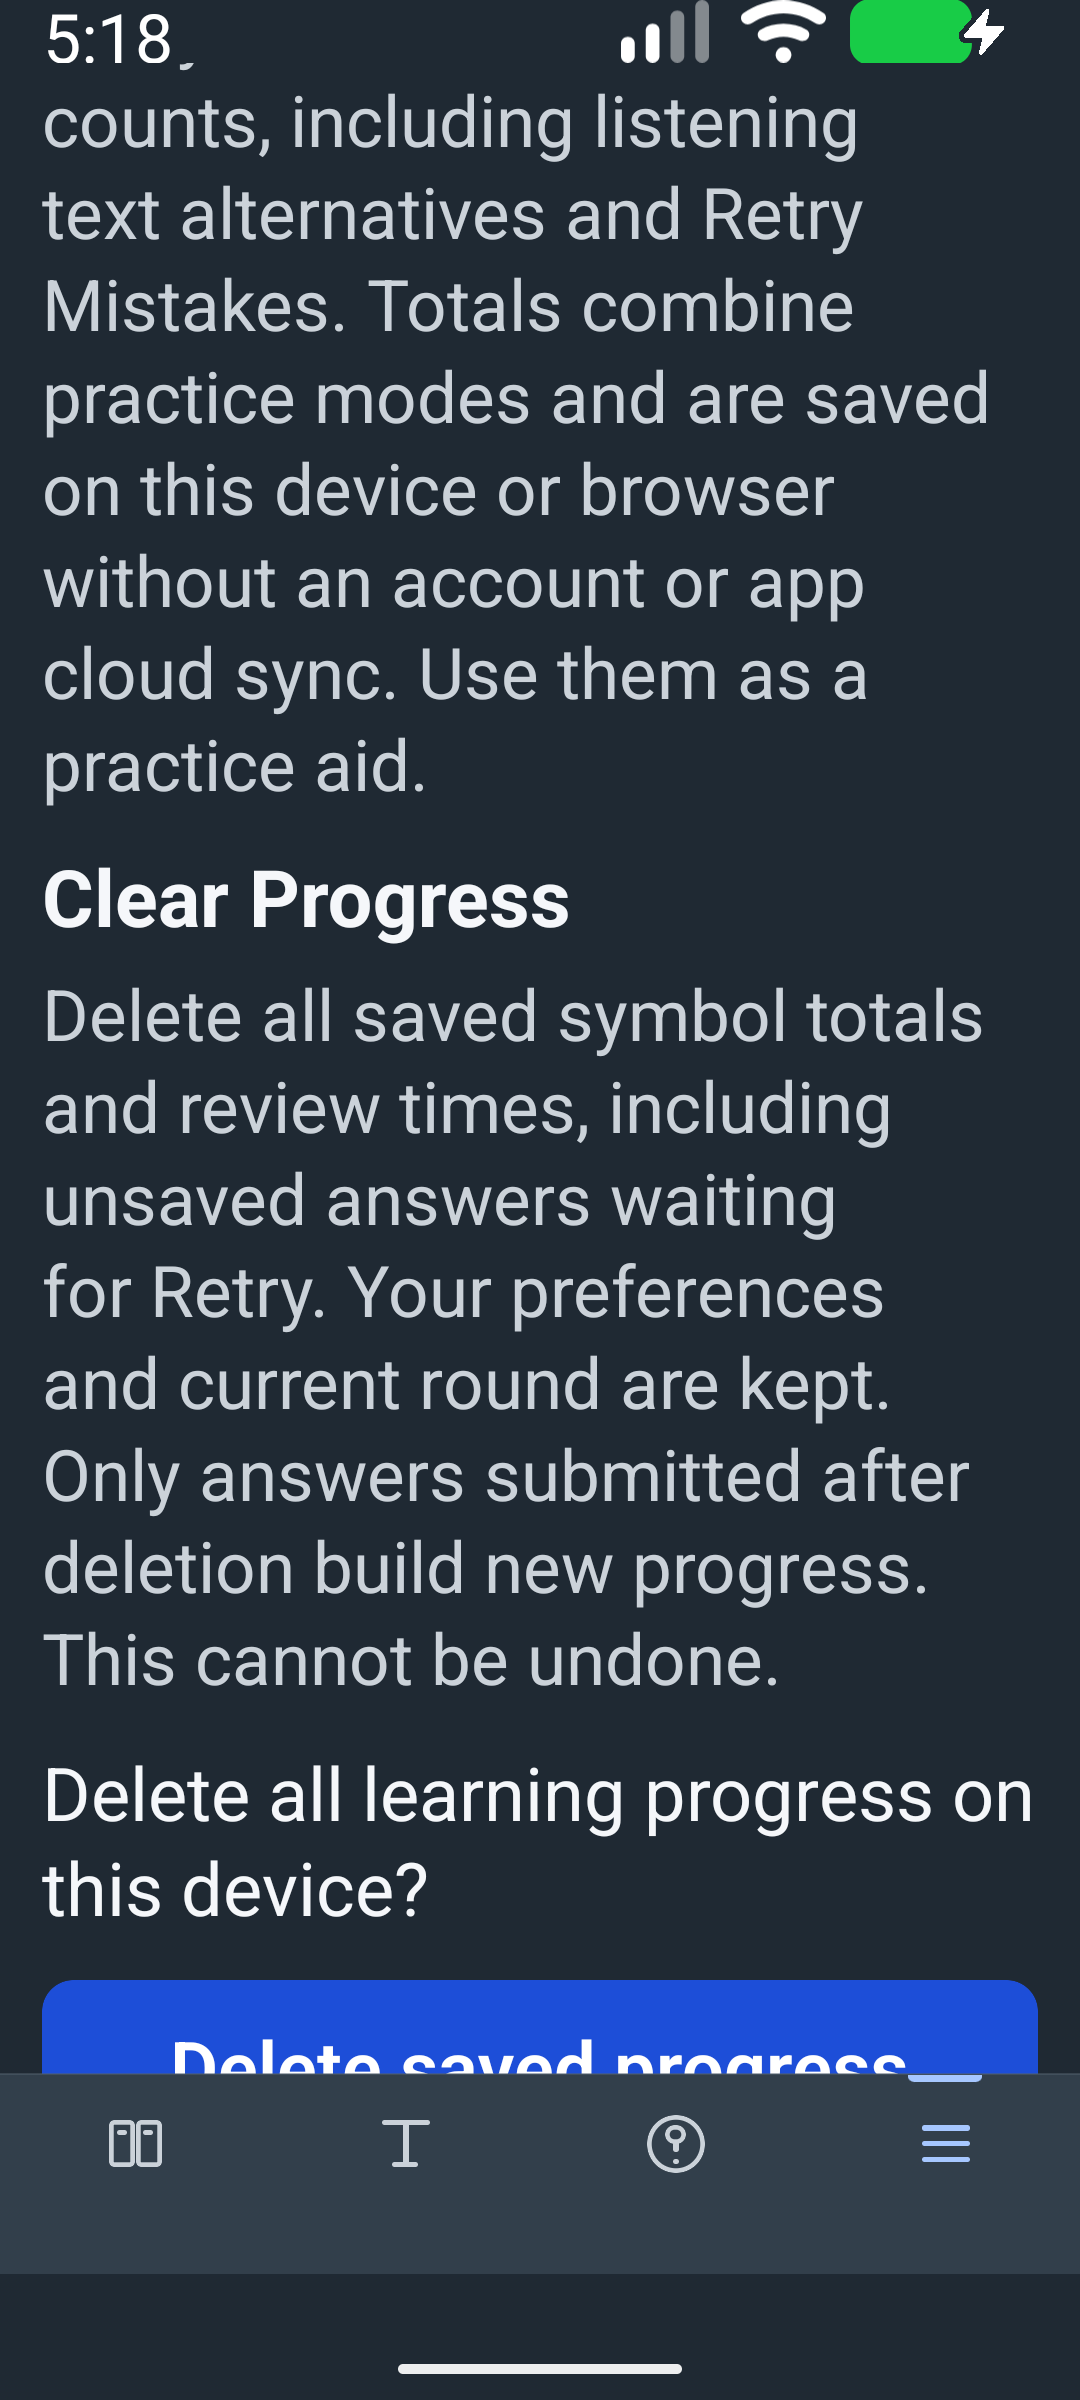 5:18
counts, including listening
text alternatives and Retry
Mistakes. Totals combine
practice modes and are saved
on this device or browser
without an account or app
cloud sync. Use them as a
practice aid.
Clear Progress
Delete all saved symbol totals
and review times, including
unsaved answers waiting
for Retry. Your preferences
and current round are kept.
Only answers submitted after
deletion build new progress.
This cannot be undone.
Delete all learning progress on
this device?
Delete saved progress